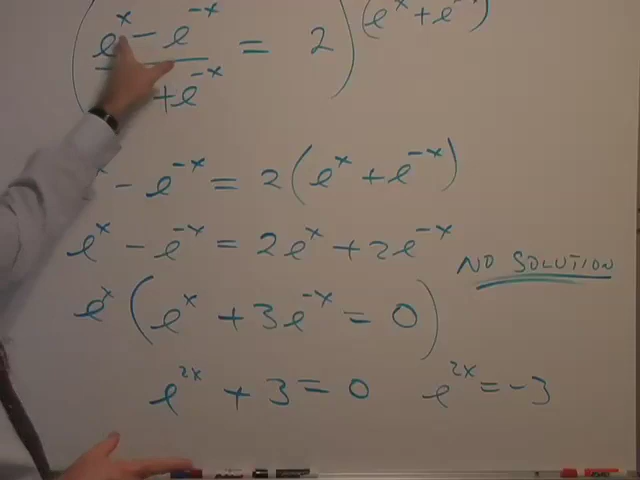 ( e^x - e^-x = 2 ) (e^x + e^-x)
+ e^-x
- e^-x = 2 ( e^x + e^-x )
e^x - e^-x = 2e^x + 2e^-x
NO SOLUTION
e^x ( e^x + 3e^-x = 0 )
e^2x + 3 = 0 e^2x = -3